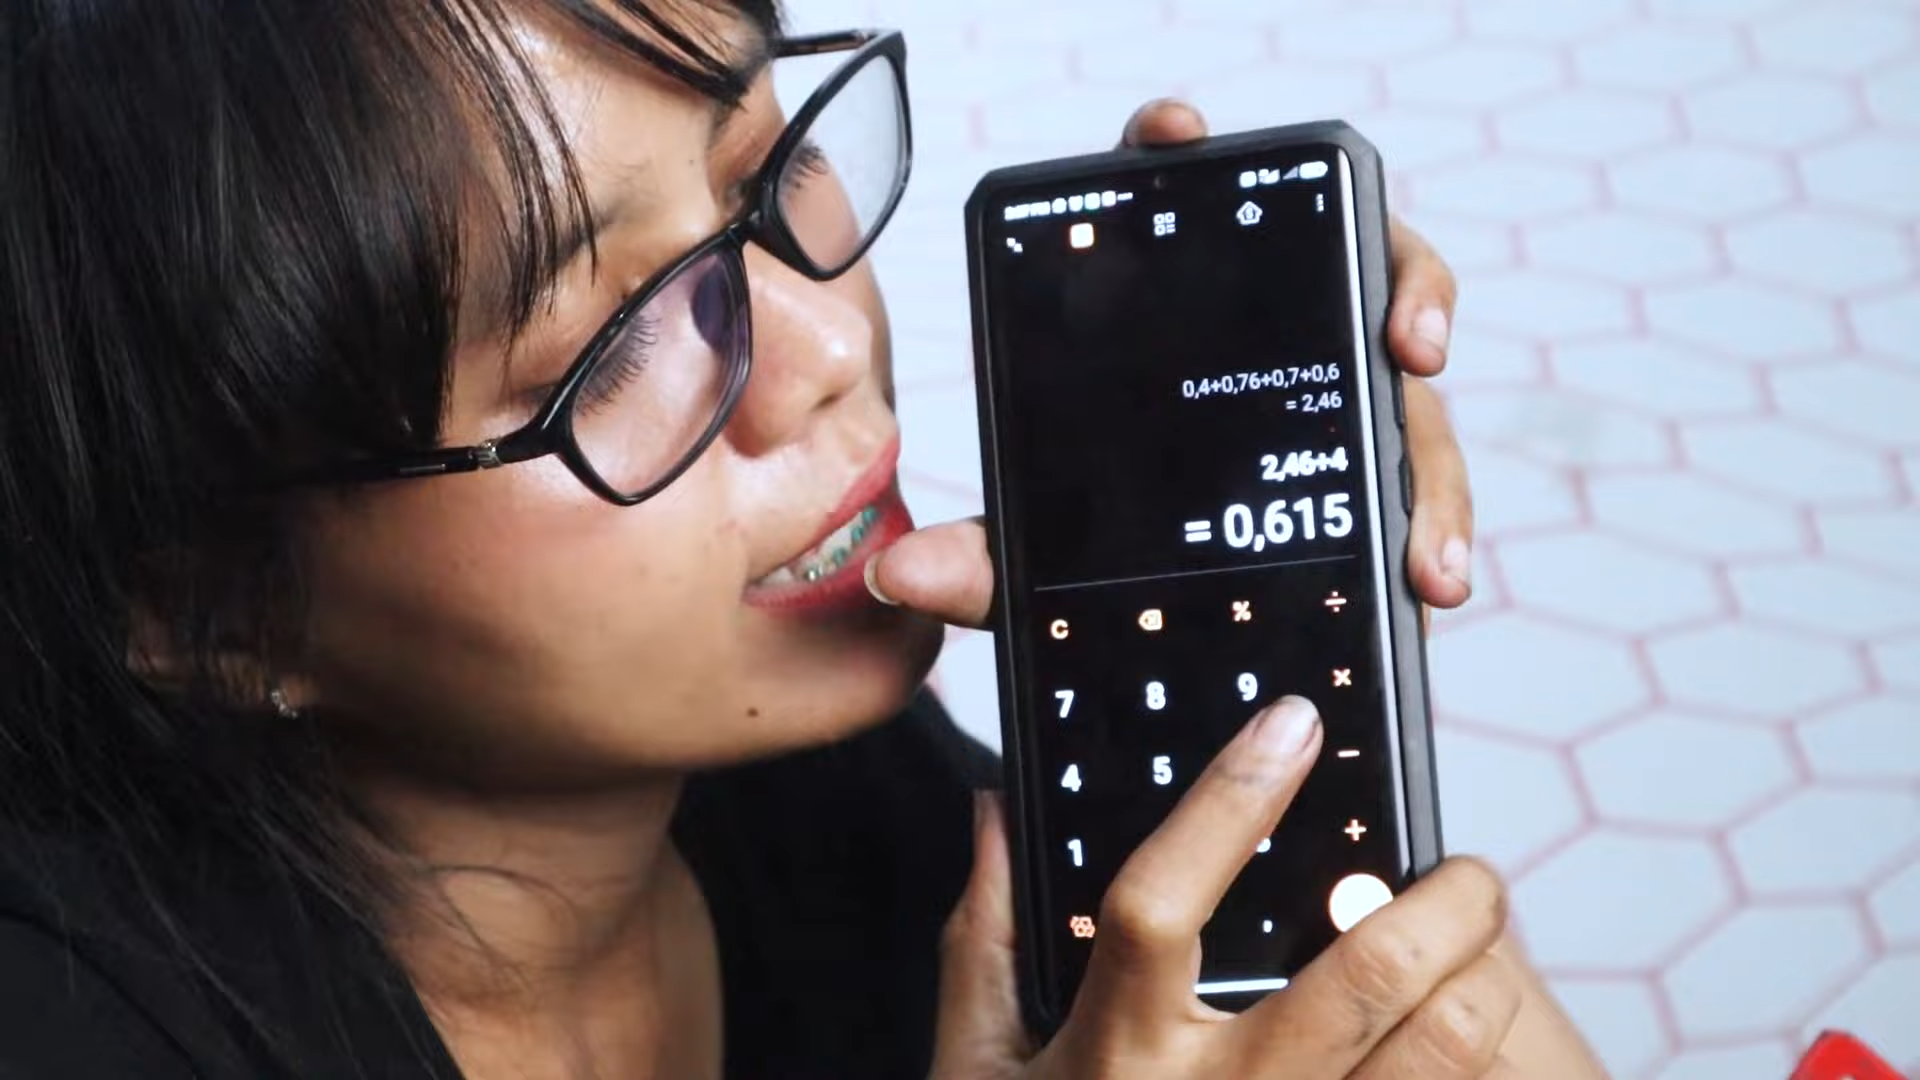 0,4+0,76+0,7+0,6
= 2,46
2,46÷4
= 0,615
C % ÷
7 8 9 ×
4 5 −
1 +
,